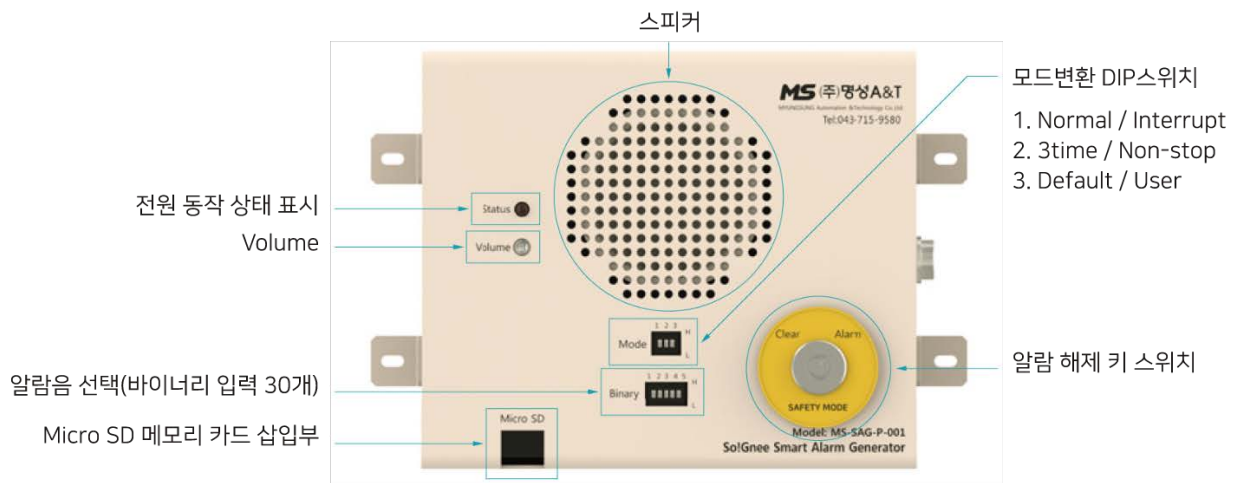 스피커
MS (주)명성A&T
MYUNGSUNG Automation &Technology Co.,Ltd.
Tel:043-715-9580
모드변환 DIP스위치
1. Normal / Interrupt
2. 3time / Non-stop
3. Default / User
전원 동작 상태 표시
Status
Volume
Volume
1 2 3
H
Mode
L
Clear
Alarm
SAFETY MODE
알람 해제 키 스위치
알람음 선택(바이너리 입력 30개)
1 2 3 4 5
H
Binary
L
Micro SD 메모리 카드 삽입부
Micro SD
Model: MS-SAG-P-001
So!Gnee Smart Alarm Generator